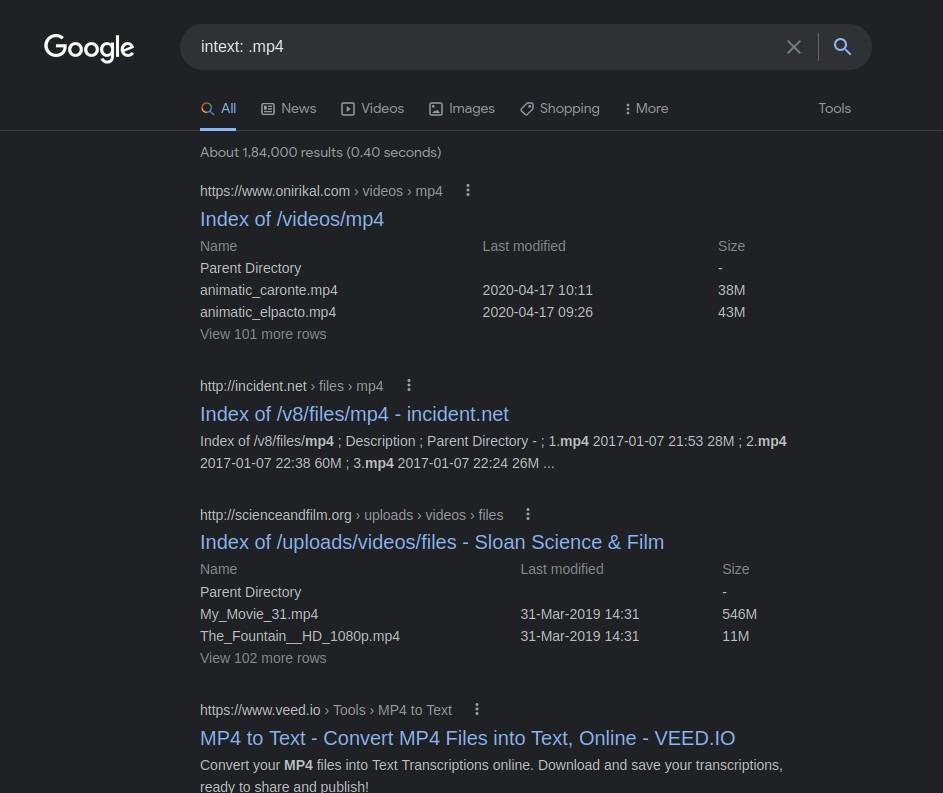 Google
intext: .mp4
All News Videos Images Shopping More Tools
About 1,84,000 results (0.40 seconds)
https://www.onirikal.com › videos › mp4
Index of /videos/mp4
Name Last modified Size
Parent Directory -
animatic_caronte.mp4 2020-04-17 10:11 38M
animatic_elpacto.mp4 2020-04-17 09:26 43M
View 101 more rows
http://incident.net › files › mp4
Index of /v8/files/mp4 - incident.net
Index of /v8/files/mp4 ; Description ; Parent Directory - ; 1.mp4 2017-01-07 21:53 28M ; 2.mp4
2017-01-07 22:38 60M ; 3.mp4 2017-01-07 22:24 26M ...
http://scienceandfilm.org › uploads › videos › files
Index of /uploads/videos/files - Sloan Science & Film
Name Last modified Size
Parent Directory -
My_Movie_31.mp4 31-Mar-2019 14:31 546M
The_Fountain__HD_1080p.mp4 31-Mar-2019 14:31 11M
View 102 more rows
https://www.veed.io › Tools › MP4 to Text
MP4 to Text - Convert MP4 Files into Text, Online - VEED.IO
Convert your MP4 files into Text Transcriptions online. Download and save your transcriptions,
ready to share and publish!